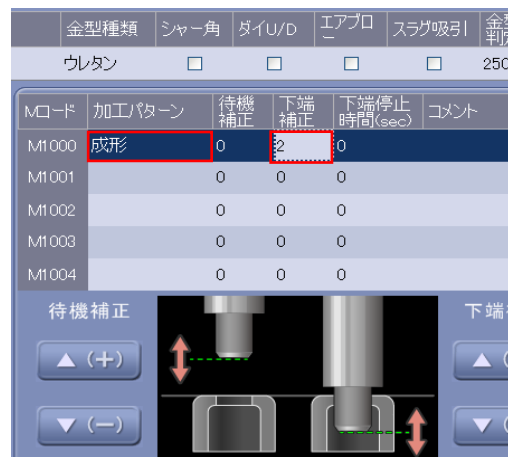 金型種類 シャー角 ダイU/D エアブロー スラグ吸引
ウレタン 250
Mコード 加工パターン 待機補正 下端補正 下端停止時間(sec) コメント
M1000 成形 0 2 0
M1001 0 0 0
M1002 0 0 0
M1003 0 0 0
M1004 0 0 0
待機補正 下端
▲(+)
▼(−)